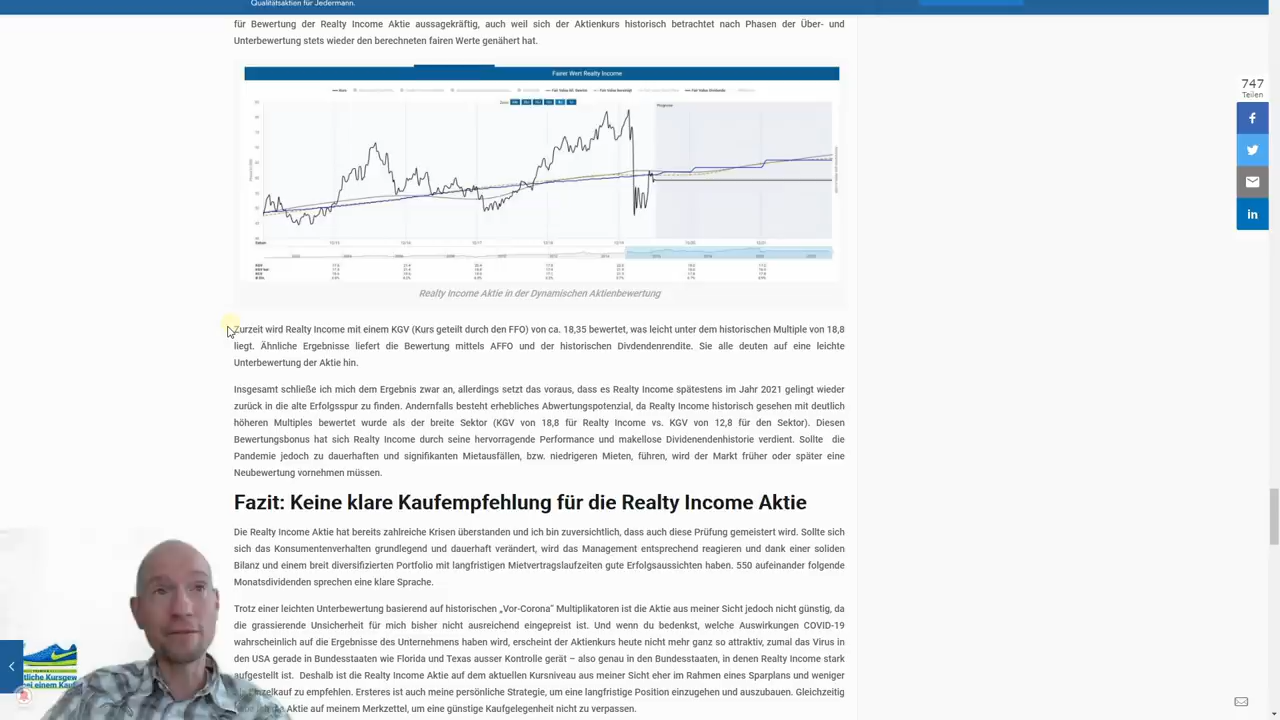 Qualitätsaktien für Jedermann.
für Bewertung der Realty Income Aktie aussagekräftig, auch weil sich der Aktienkurs historisch betrachtet nach Phasen der Über- und
Unterbewertung stets wieder den berechneten fairen Werte genähert hat.
747
Teilen
Fairer Wert Realty Income
Prognose
Realty Income Aktie in der Dynamischen Aktienbewertung
Zurzeit wird Realty Income mit einem KGV (Kurs geteilt durch den FFO) von ca. 18,35 bewertet, was leicht unter dem historischen Multiple von 18,8
liegt. Ähnliche Ergebnisse liefert die Bewertung mittels AFFO und der historischen Divdendenrendite. Sie alle deuten auf eine leichte
Unterbewertung der Aktie hin.
Insgesamt schließe ich mich dem Ergebnis zwar an, allerdings setzt das voraus, dass es Realty Income spätestens im Jahr 2021 gelingt wieder
zurück in die alte Erfolgsspur zu finden. Andernfalls besteht erhebliches Abwertungspotenzial, da Realty Income historisch gesehen mit deutlich
höheren Multiples bewertet wurde als der breite Sektor (KGV von 18,8 für Realty Income vs. KGV von 12,8 für den Sektor). Diesen
Bewertungsbonus hat sich Realty Income durch seine hervorragende Performance und makellose Dividenendenhistorie verdient. Sollte die
Pandemie jedoch zu dauerhaften und signifikanten Mietausfällen, bzw. niedrigeren Mieten, führen, wird der Markt früher oder später eine
Neubewertung vornehmen müssen.
Fazit: Keine klare Kaufempfehlung für die Realty Income Aktie
Die Realty Income Aktie hat bereits zahlreiche Krisen überstanden und ich bin zuversichtlich, dass auch diese Prüfung gemeistert wird. Sollte sich
sich das Konsumentenverhalten grundlegend und dauerhaft verändert, wird das Management entsprechend reagieren und dank einer soliden
Bilanz und einem breit diversifizierten Portfolio mit langfristigen Mietvertragslaufzeiten gute Erfolgsaussichten haben. 550 aufeinander folgende
Monatsdividenden sprechen eine klare Sprache.
Trotz einer leichten Unterbewertung basierend auf historischen „Vor-Corona" Multiplikatoren ist die Aktie aus meiner Sicht jedoch nicht günstig, da
die grassierende Unsicherheit für mich bisher nicht ausreichend eingepreist ist. Und wenn du bedenkst, welche Auswirkungen COVID-19
wahrscheinlich auf die Ergebnisse des Unternehmens haben wird, erscheint der Aktienkurs heute nicht mehr ganz so attraktiv, zumal das Virus in
den USA gerade in Bundesstaaten wie Florida und Texas ausser Kontrolle gerät – also genau in den Bundesstaaten, in denen Realty Income stark
aufgestellt ist. Deshalb ist die Realty Income Aktie auf dem aktuellen Kursniveau aus meiner Sicht eher im Rahmen eines Sparplans und weniger
zu empfehlen. Ersteres ist auch meine persönliche Strategie, um eine langfristige Position einzugehen und auszubauen. Gleichzeitig
Aktie auf meinem Merkzettel, um eine günstige Kaufgelegenheit nicht zu verpassen.